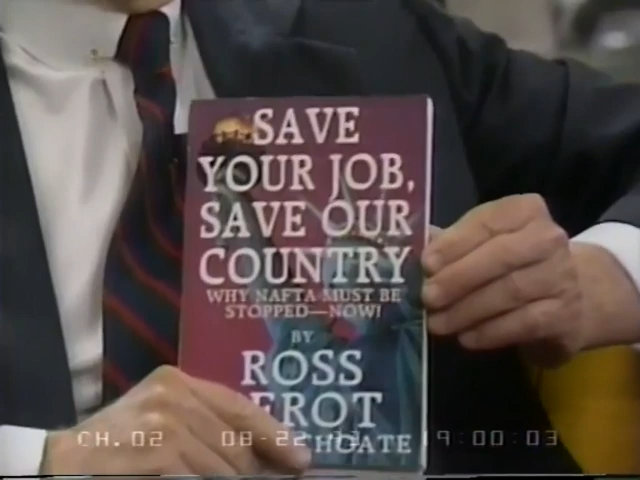 SAVE
YOUR JOB,
SAVE OUR
COUNTRY
WHY NAFTA MUST BE
STOPPED—NOW!
BY
ROSS
EROT
HOATE
CH. 02 08-22 19:00:03